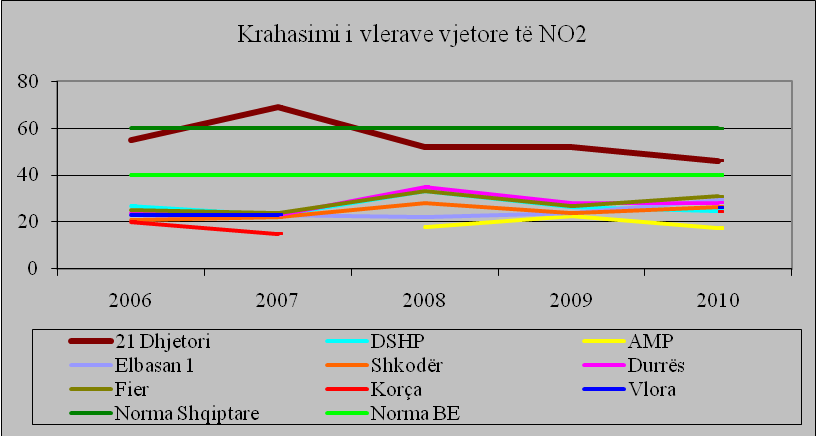 Krahasimi i vlerave vjetore të NO2
80
60
40
20
0
2006 2007 2008 2009 2010
21 Dhjetori DSHP AMP
Elbasan 1 Shkodër Durrës
Fier Korça Vlora
Norma Shqiptare Norma BE